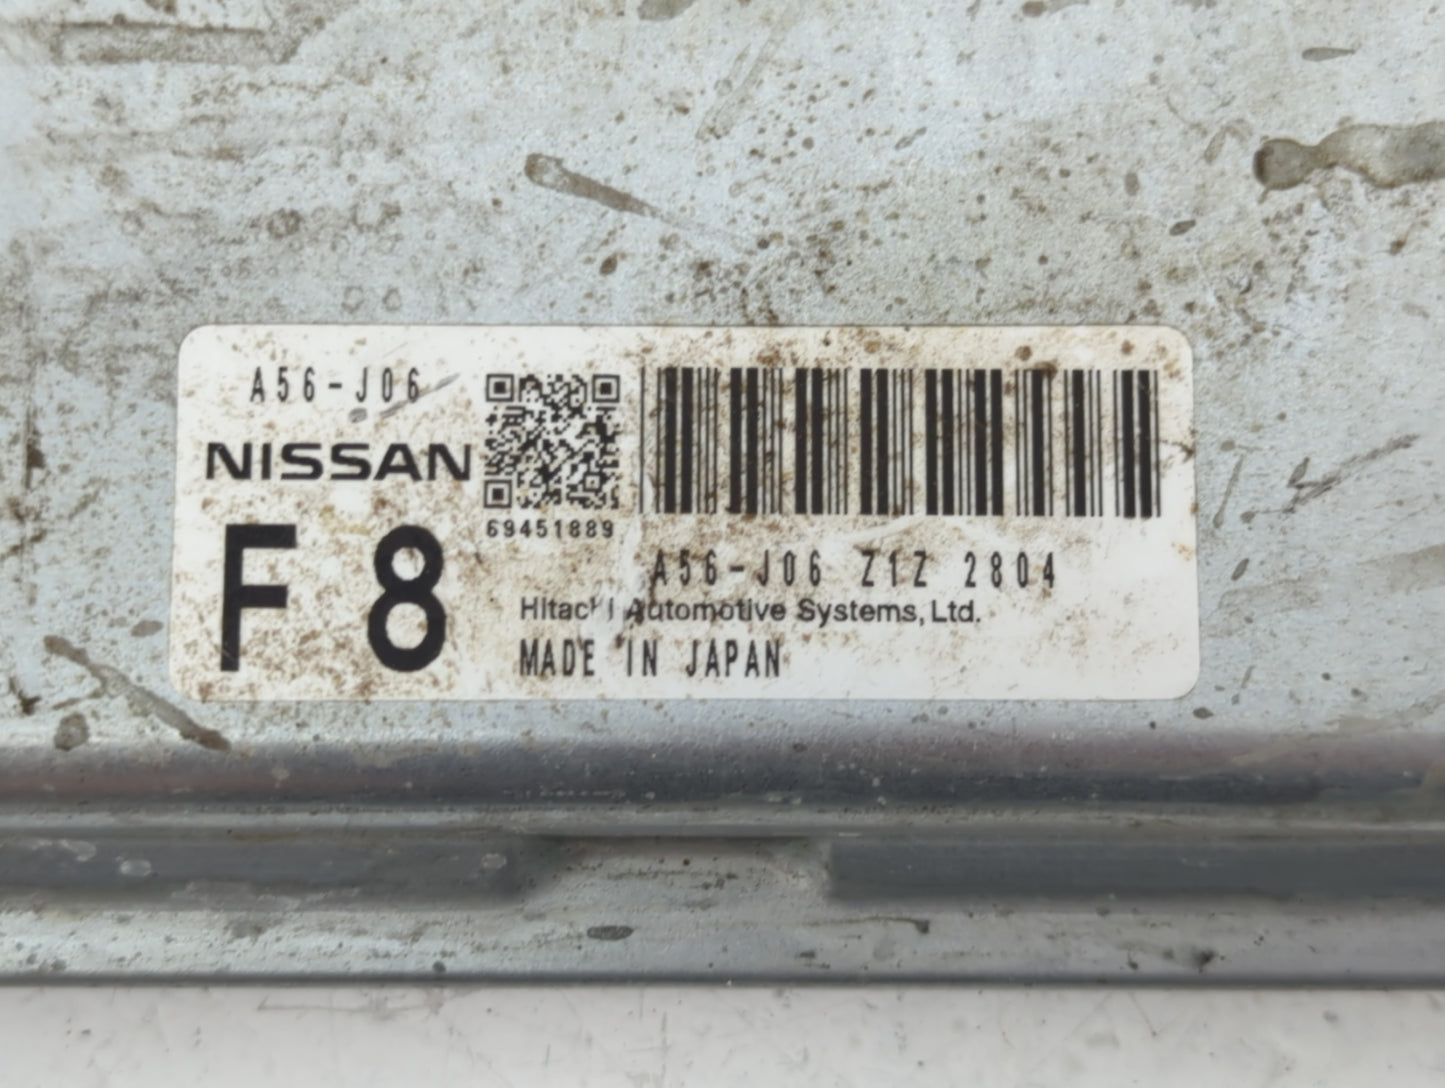 A56-J06
NISSAN
69451889
F 8
A56-J06 Z1Z 2804
Hitachi Automotive Systems, Ltd.
MADE IN JAPAN